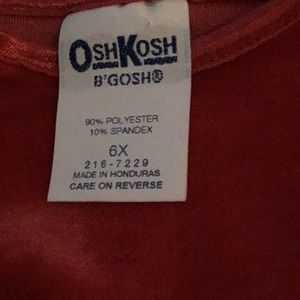 OSHKOSH
B'GOSH®
90% POLYESTER
10% SPANDEX
6X
216-7229
MADE IN HONDURAS
CARE ON REVERSE